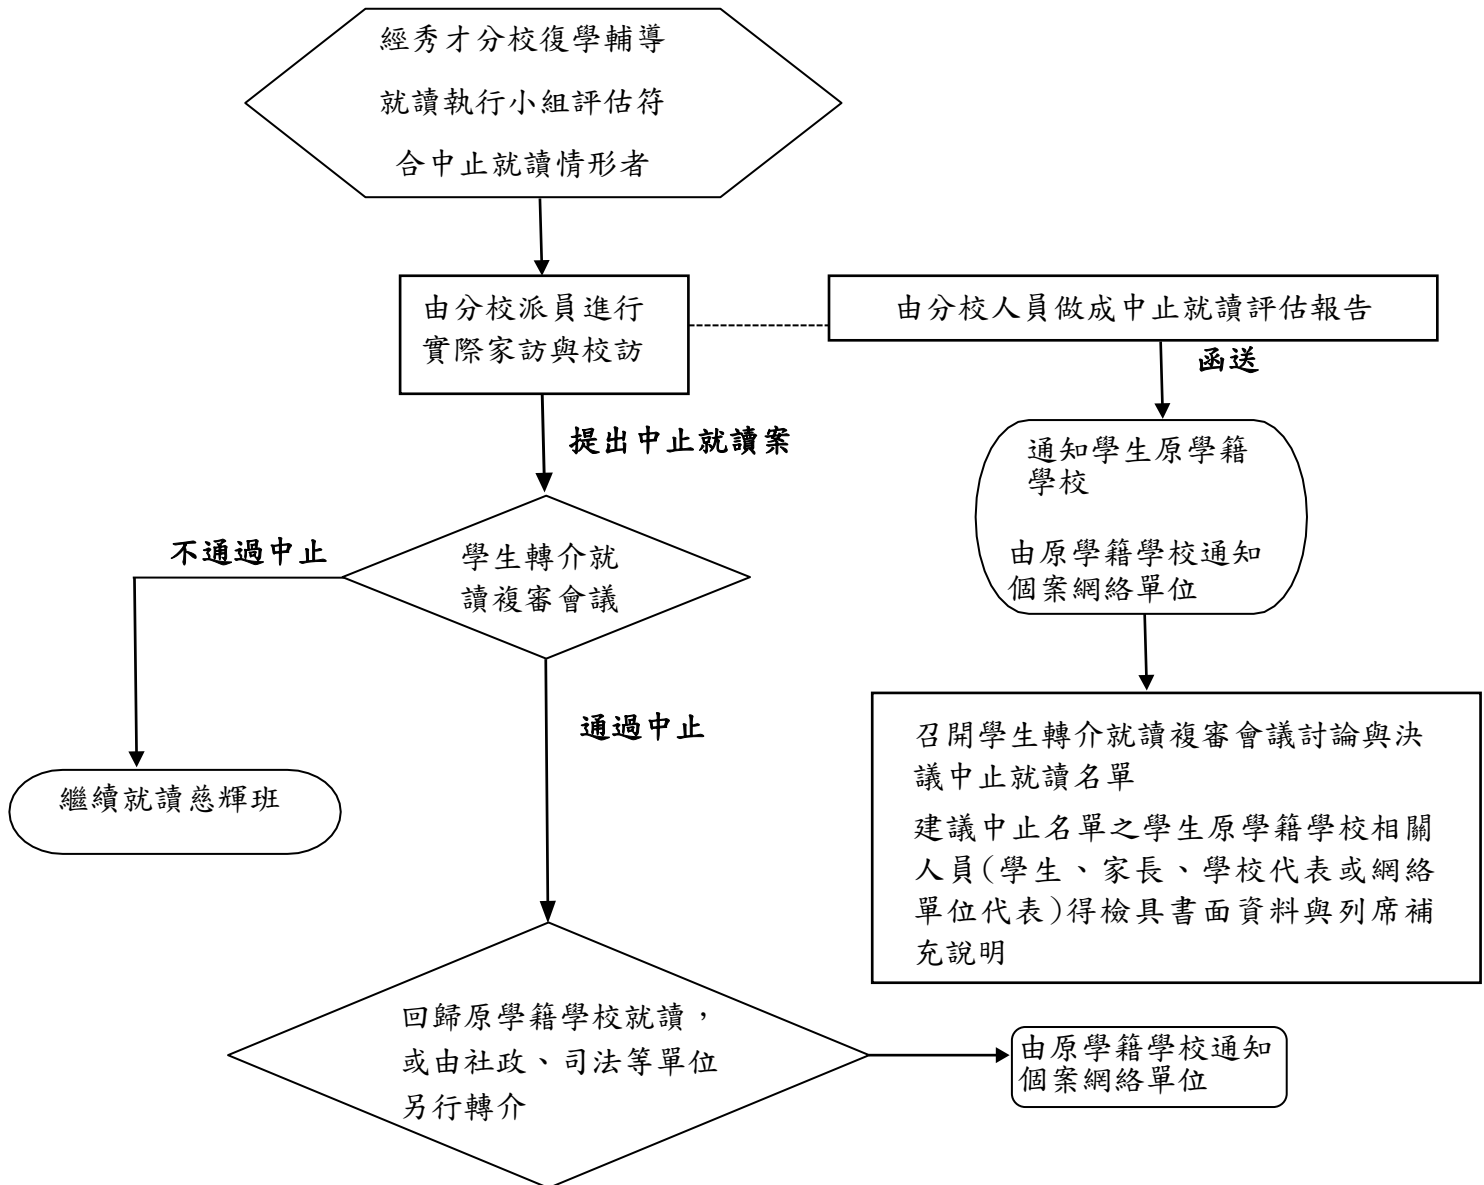 經秀才分校復學輔導
就讀執行小組評估符
合中止就讀情形者
由分校派員進行
實際家訪與校訪
由分校人員做成中止就讀評估報告
函送
提出中止就讀案
通知學生原學籍
學校
由原學籍學校通知
個案網絡單位
不通過中止
學生轉介就
讀複審會議
通過中止
繼續就讀慈輝班
召開學生轉介就讀複審會議討論與決
議中止就讀名單
建議中止名單之學生原學籍學校相關
人員(學生、家長、學校代表或網絡
單位代表)得檢具書面資料與列席補
充說明
回歸原學籍學校就讀，
或由社政、司法等單位
另行轉介
由原學籍學校通知
個案網絡單位